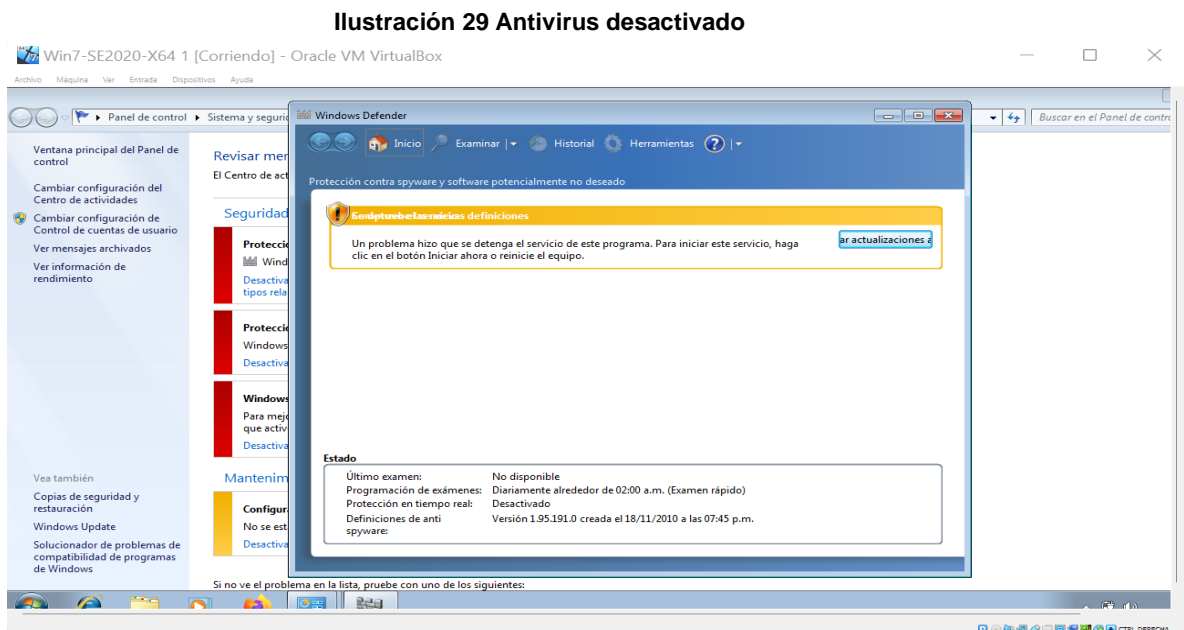 Ilustración 29 Antivirus desactivado
Win7-SE2020-X64 1 [Corriendo] - Oracle VM VirtualBox
Archivo Máquina Ver Entrada Dispositivos Ayuda
Panel de control Sistema y segurid
Buscar en el Panel de contro
Ventana principal del Panel de
control
Cambiar configuración del
Centro de actividades
Cambiar configuración de
Control de cuentas de usuario
Ver mensajes archivados
Ver información de
rendimiento
Vea también
Copias de seguridad y
restauración
Windows Update
Solucionador de problemas de
compatibilidad de programas
de Windows
Revisar mer
El Centro de act
Seguridad
Protecció
Wind
Desactiva
tipos rela
Protecció
Windows
Desactiva
Windows
Para mejo
que activ
Desactiva
Mantenim
Configur
No se est
Desactiva
Si no ve el problema en la lista, pruebe con uno de los siguientes:
Windows Defender
Inicio Examinar Historial Herramientas
Protección contra spyware y software potencialmente no deseado
definiciones
Un problema hizo que se detenga el servicio de este programa. Para iniciar este servicio, haga
clic en el botón Iniciar ahora o reinicie el equipo.
ar actualizaciones a
Estado
Último examen: No disponible
Programación de exámenes: Diariamente alrededor de 02:00 a.m. (Examen rápido)
Protección en tiempo real: Desactivado
Definiciones de anti Versión 1.95.191.0 creada el 18/11/2010 a las 07:45 p.m.
spyware:
CTRL DERECHA